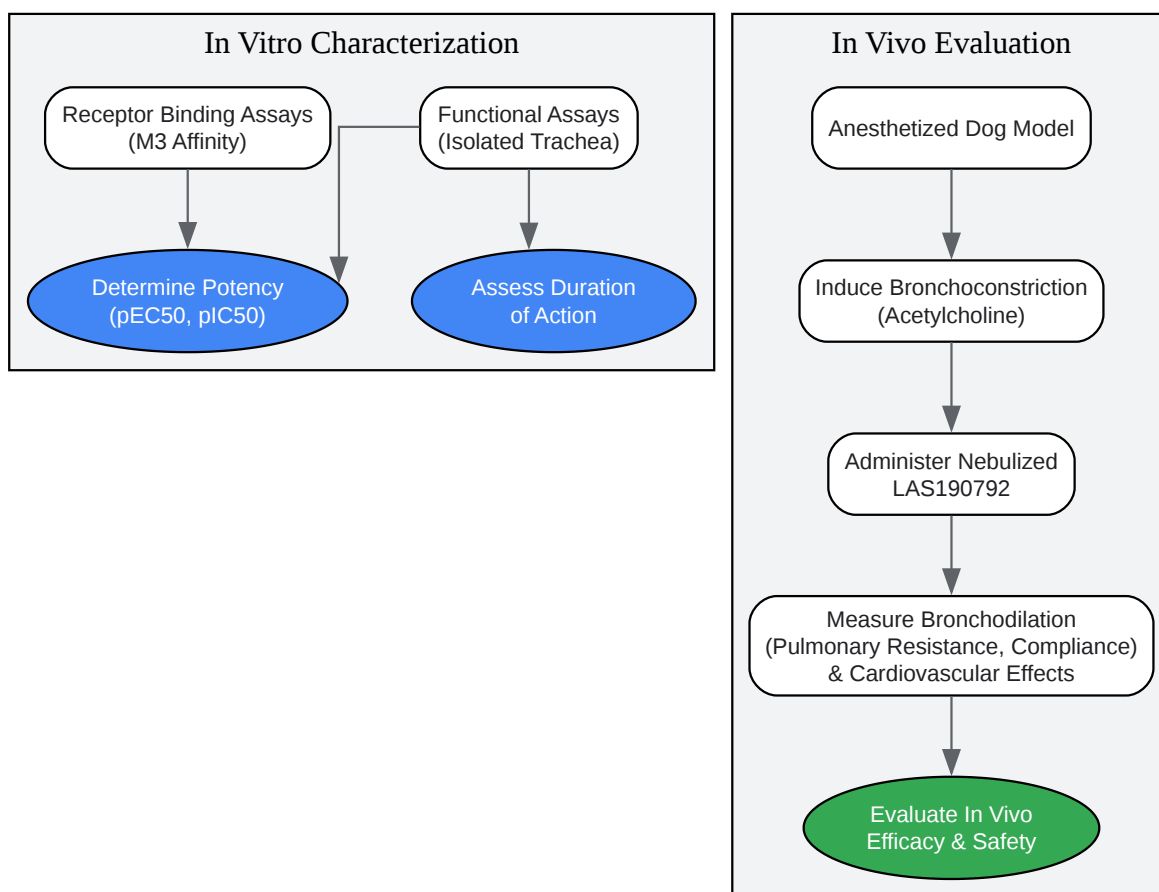 In Vitro Characterization
Receptor Binding Assays
(M3 Affinity)
Functional Assays
(Isolated Trachea)
Determine Potency
(pEC50, pIC50)
Assess Duration
of Action
In Vivo Evaluation
Anesthetized Dog Model
Induce Bronchoconstriction
(Acetylcholine)
Administer Nebulized
LAS190792
Measure Bronchodilation
(Pulmonary Resistance, Compliance)
& Cardiovascular Effects
Evaluate In Vivo
Efficacy & Safety